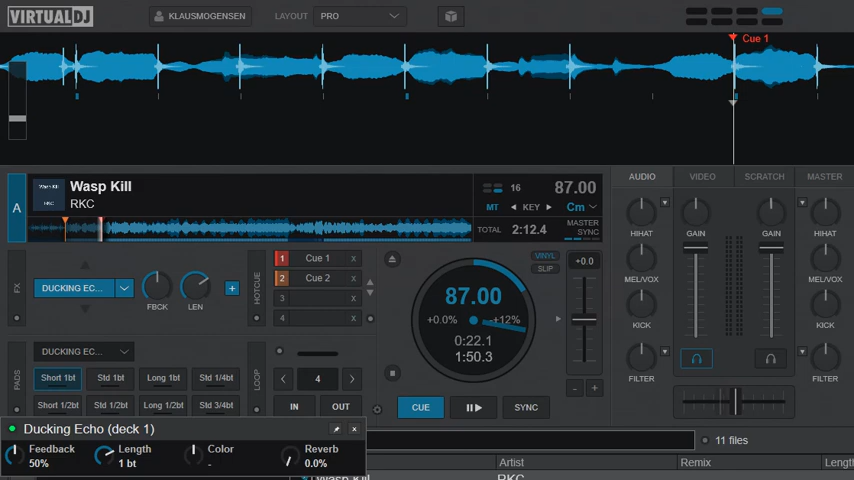 VIRTUALDJ
KLAUSMOGENSEN
LAYOUT
PRO
Cue 1
A
Wasp Kill
RKC
16
87.00
MT
KEY
Cm
TOTAL
2:12.4
MASTER
SYNC
AUDIO
VIDEO
SCRATCH
MASTER
HIHAT
GAIN
GAIN
HIHAT
MEL/VOX
MEL/VOX
KICK
KICK
FILTER
FILTER
FX
DUCKING EC...
FBCK
LEN
+
HOTCUE
1 Cue 1 x
2 Cue 2 x
3
4
87.00
+0.0%
+12%
0:22.1
1:50.3
VINYL
SLIP
+0.0
- +
PADS
DUCKING EC...
Short 1bt
Std 1bt
Long 1bt
Std 1/4bt
Short 1/2bt
Std 1/2bt
Long 1/2bt
Std 3/4bt
LOOP
4
IN
OUT
CUE
SYNC
Ducking Echo (deck 1)
x
Feedback
50%
Length
1 bt
Color
-
Reverb
0.0%
11 files
Artist
Remix
Length
Wasp Kill
RKC